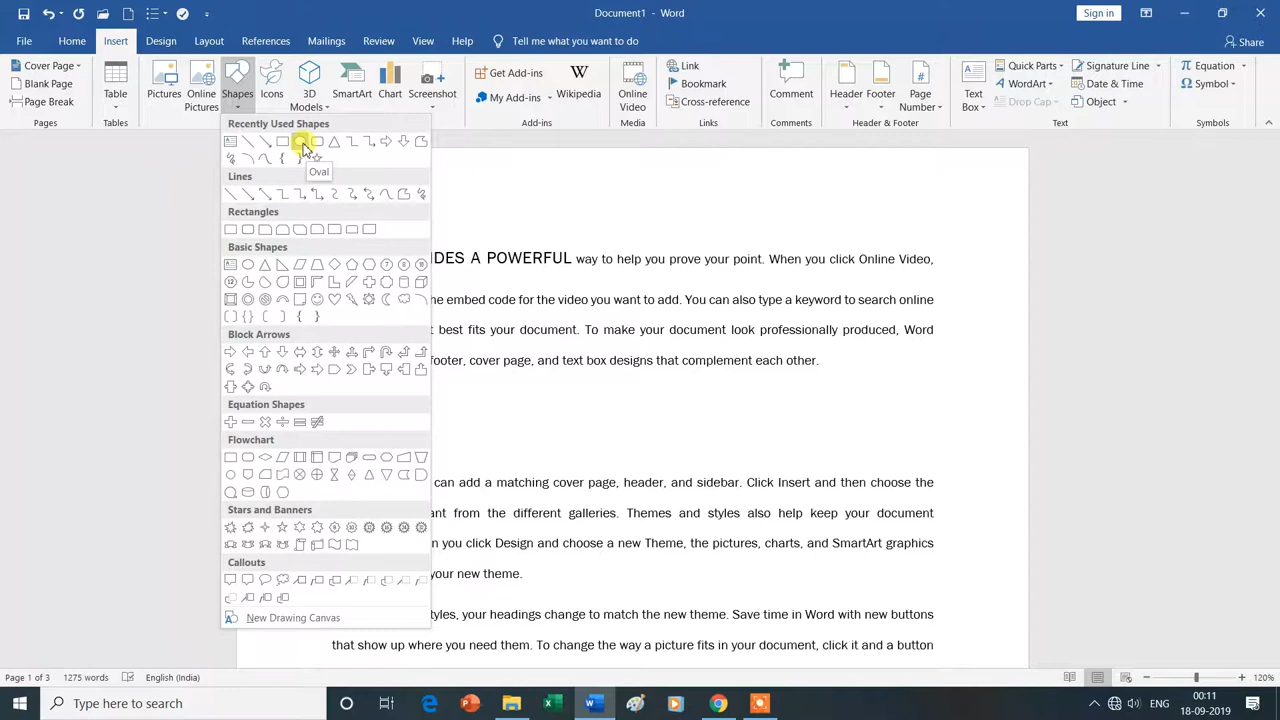 Document1 - Word
Sign in
File Home Insert Design Layout References Mailings Review View Help Tell me what you want to do Share
Cover Page
Blank Page
Page Break
Pages
Table
Pictures
Online Pictures
Shapes
Icons
3D Models
SmartArt
Chart
Screenshot
Get Add-ins
My Add-ins
Wikipedia
Add-ins
Online Video
Media
Link
Bookmark
Cross-reference
Comment
Comments
Header
Footer
Page Number
Header & Footer
Text Box
Quick Parts
WordArt
Signature Line
Date & Time
Object
Text
Equation
Symbol
Symbols
Recently Used Shapes
Oval
Lines
Rectangles
Basic Shapes
Block Arrows
Equation Shapes
Flowchart
Stars and Banners
Callouts
New Drawing Canvas
IDES A POWERFUL way to help you prove your point. When you click Online Video,
he embed code for the video you want to add. You can also type a keyword to search online
t best fits your document. To make your document look professionally produced, Word
footer, cover page, and text box designs that complement each other.
can add a matching cover page, header, and sidebar. Click Insert and then choose the
ant from the different galleries. Themes and styles also help keep your document
n you click Design and choose a new Theme, the pictures, charts, and SmartArt graphics
your new theme.
tyles, your headings change to match the new theme. Save time in Word with new buttons
that show up where you need them. To change the way a picture fits in your document, click it and a button
Page 1 of 3 1275 words English (India) 120%
Type here to search
ENG
00:11
18-09-2019